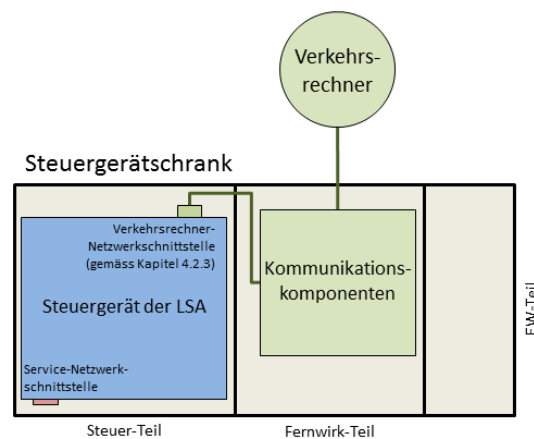 Verkehrs-
rechner
Steuergerätschrank
Verkehrsrechner-
Netzwerkschnittstelle
(gemäss Kapitel 4.2.3)
Steuergerät der LSA
Service-Netzwerk-
schnittstelle
Kommunikations-
komponenten
EW-Teil
Steuer-Teil
Fernwirk-Teil